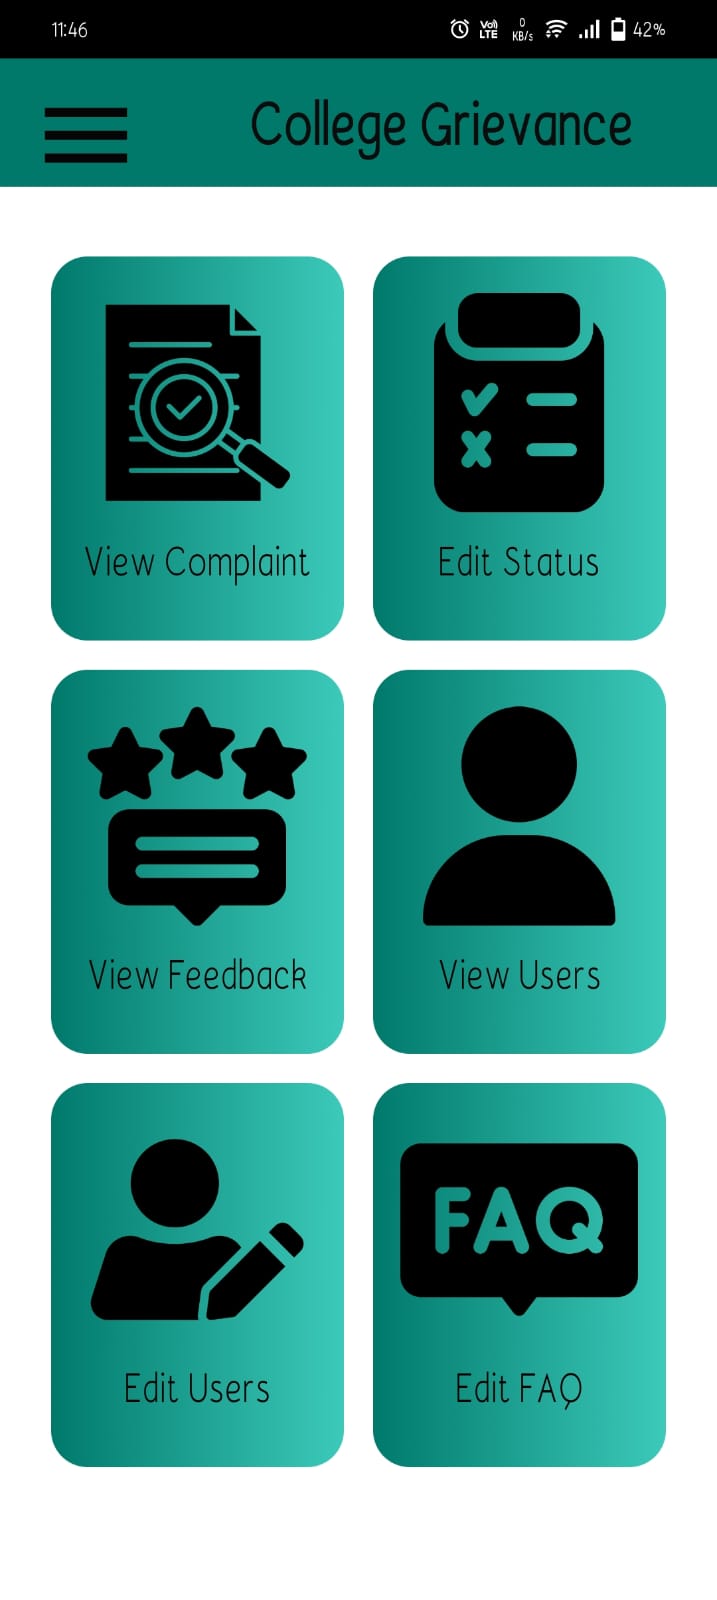 11:46 Vo) LTE 0 KB/s 42%
College Grievance
View Complaint
Edit Status
View Feedback
View Users
Edit Users
FAQ
Edit FAQ